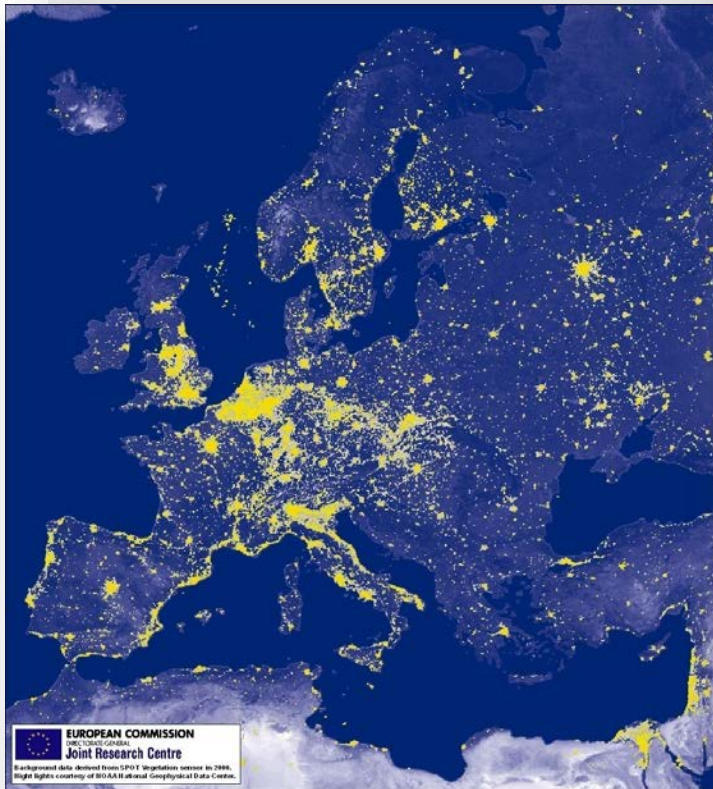 EUROPEAN COMMISSION
DIRECTORATE-GENERAL
Joint Research Centre
Background data derived from SPOT Vegetation sensor in 2000.
Night lights courtesy of NOAA National Geophysical Data Center.